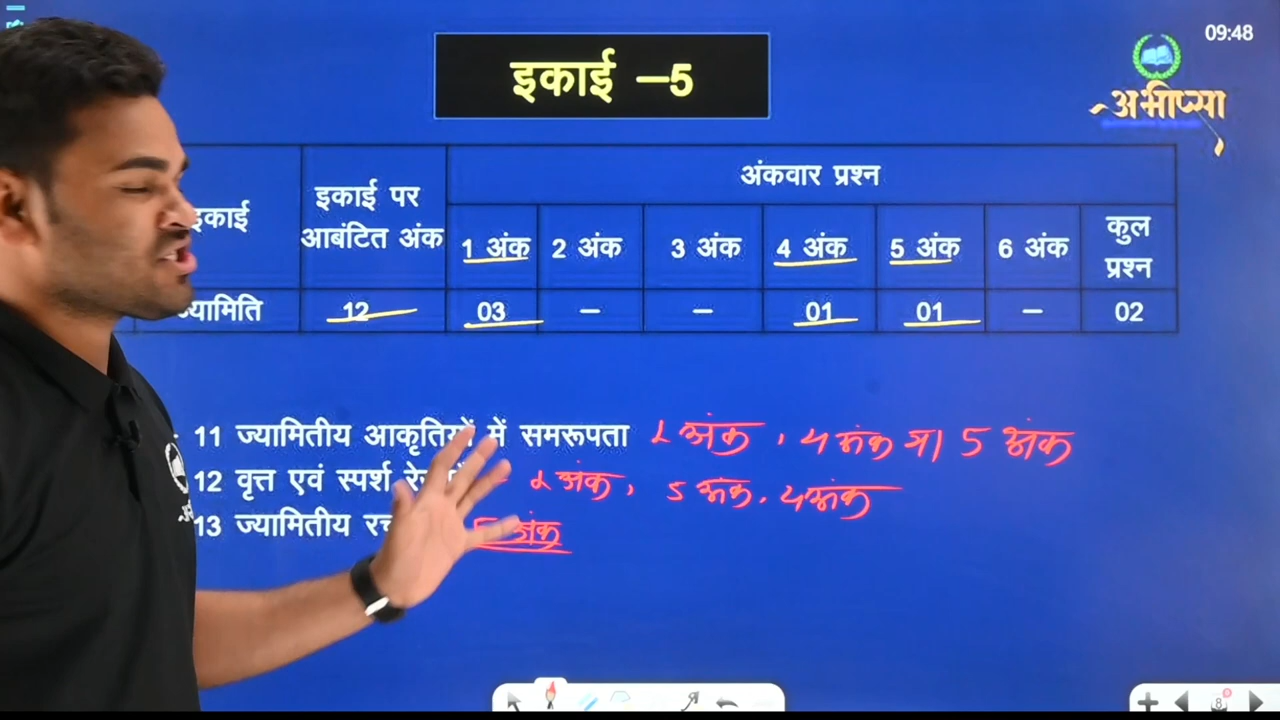 09:48
इकाई –5
अभीप्सा
इकाई
इकाई पर आबंटित अंक
अंकवार प्रश्न
1 अंक 2 अंक 3 अंक 4 अंक 5 अंक 6 अंक कुल प्रश्न
ज्यामिति 12 03 – – 01 01 – 02
11 ज्यामितीय आकृतियों में समरूपता 1 अंक, 4 अंक या 5 अंक
12 वृत्त एवं स्पर्श 1 अंक, 5 अंक, 4 अंक
13 ज्यामितीय 5 अंक